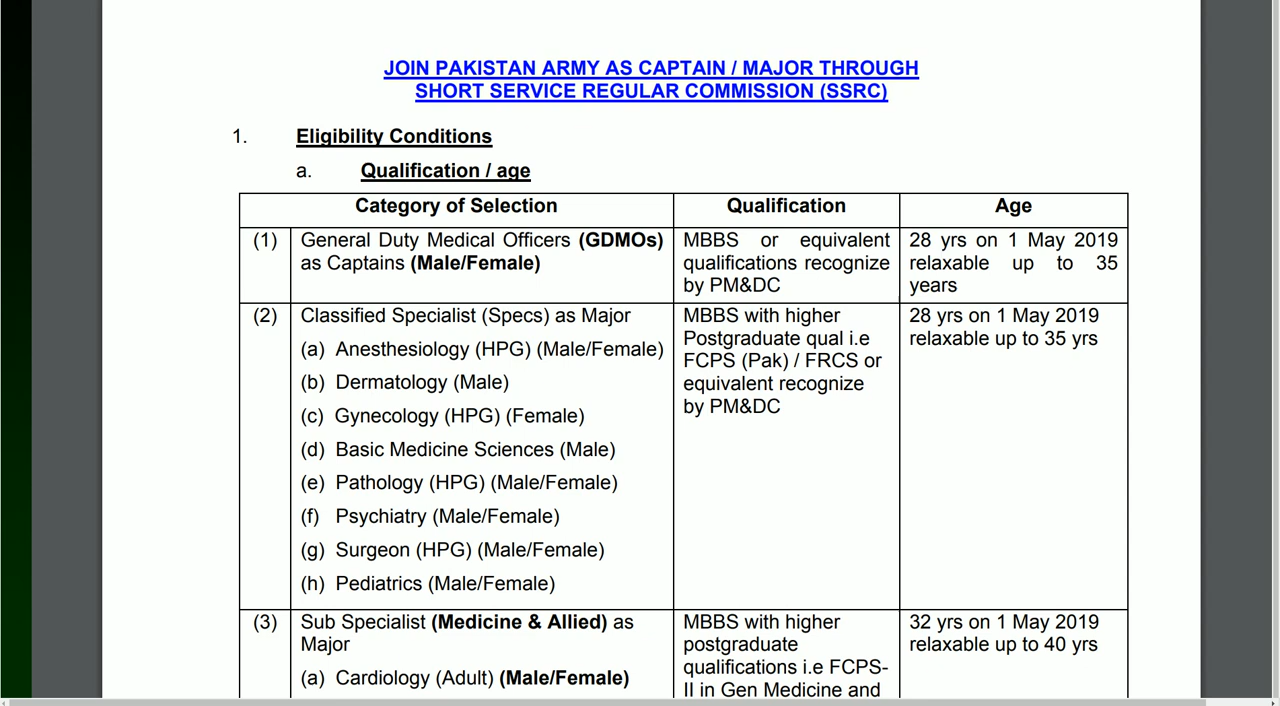 JOIN PAKISTAN ARMY AS CAPTAIN / MAJOR THROUGH
SHORT SERVICE REGULAR COMMISSION (SSRC)
1. Eligibility Conditions
a. Qualification / age
Category of Selection Qualification Age
(1) General Duty Medical Officers (GDMOs)
as Captains (Male/Female)
MBBS or equivalent
qualifications recognize
by PM&DC
28 yrs on 1 May 2019
relaxable up to 35
years
(2) Classified Specialist (Specs) as Major
(a) Anesthesiology (HPG) (Male/Female)
(b) Dermatology (Male)
(c) Gynecology (HPG) (Female)
(d) Basic Medicine Sciences (Male)
(e) Pathology (HPG) (Male/Female)
(f) Psychiatry (Male/Female)
(g) Surgeon (HPG) (Male/Female)
(h) Pediatrics (Male/Female)
MBBS with higher
Postgraduate qual i.e
FCPS (Pak) / FRCS or
equivalent recognize
by PM&DC
28 yrs on 1 May 2019
relaxable up to 35 yrs
(3) Sub Specialist (Medicine & Allied) as
Major
(a) Cardiology (Adult) (Male/Female)
MBBS with higher
postgraduate
qualifications i.e FCPS-
II in Gen Medicine and
32 yrs on 1 May 2019
relaxable up to 40 yrs